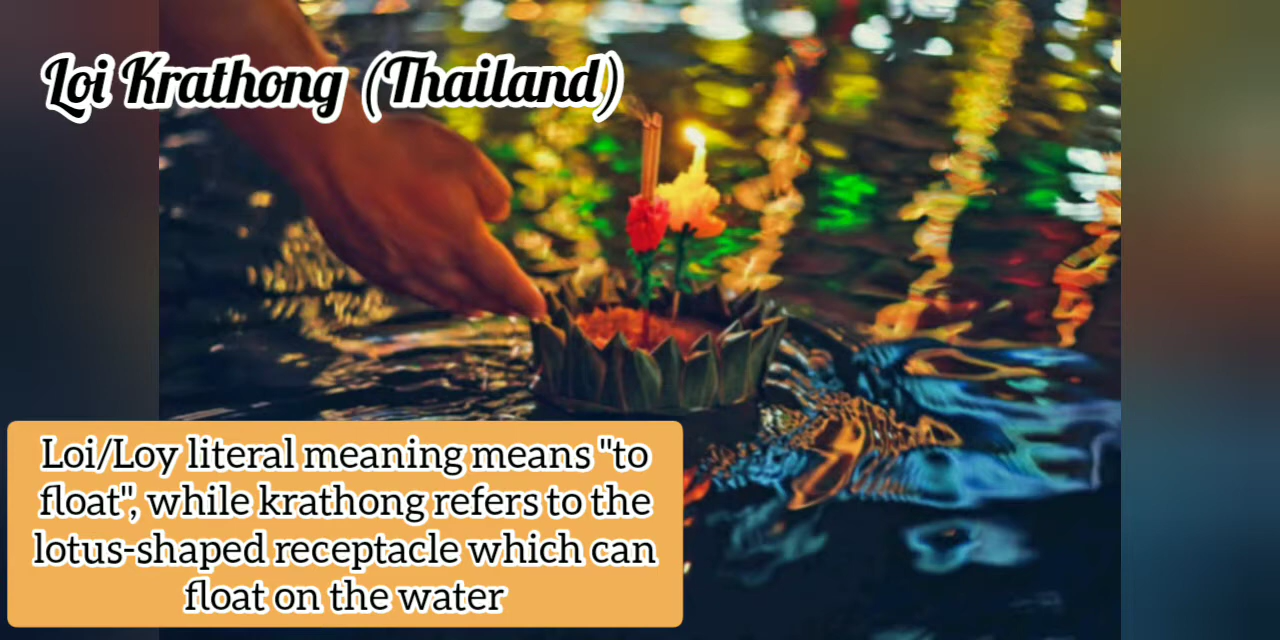 Loi Krathong (Thailand)
Loi/Loy literal meaning means "to
float", while krathong refers to the
lotus-shaped receptacle which can
float on the water